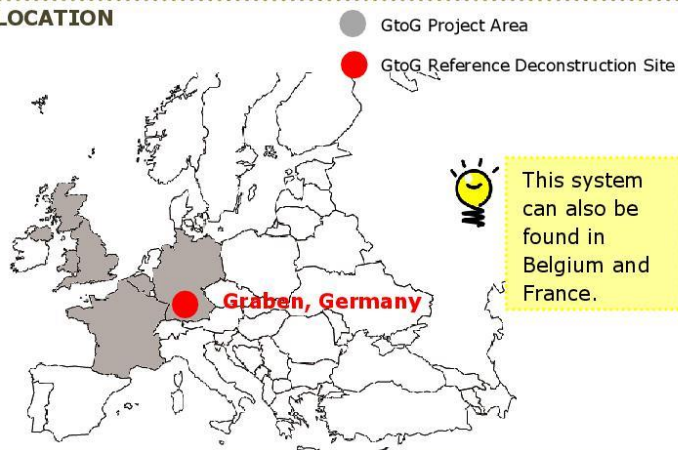 LOCATION
GtoG Project Area
GtoG Reference Deconstruction Site
This system
can also be
found in
Belgium and
France.
Graben, Germany